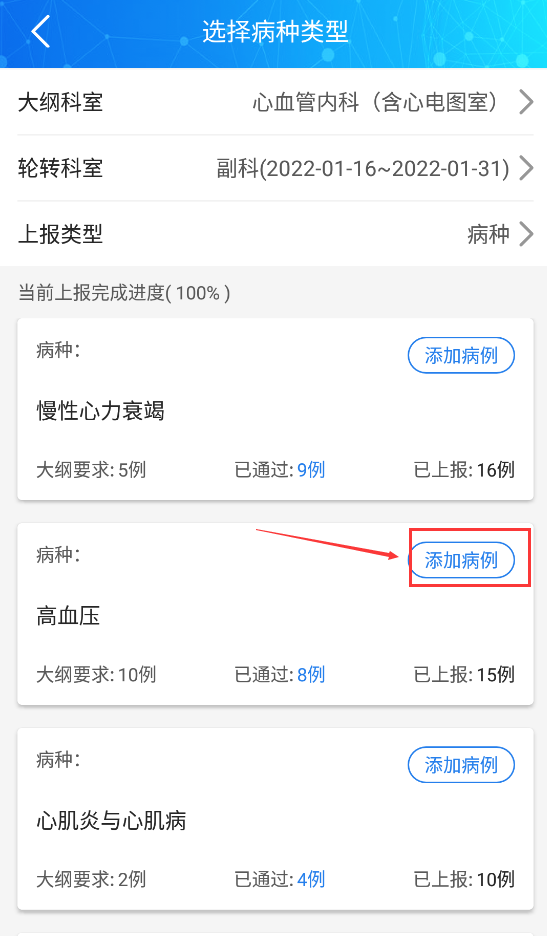 选择病种类型
大纲科室 心血管内科（含心电图室）
轮转科室 副科(2022-01-16~2022-01-31)
上报类型 病种
当前上报完成进度( 100% )
病种： 添加病例
慢性心力衰竭
大纲要求: 5例 已通过: 9例 已上报: 16例
病种： 添加病例
高血压
大纲要求: 10例 已通过: 8例 已上报: 15例
病种： 添加病例
心肌炎与心肌病
大纲要求: 2例 已通过: 4例 已上报: 10例